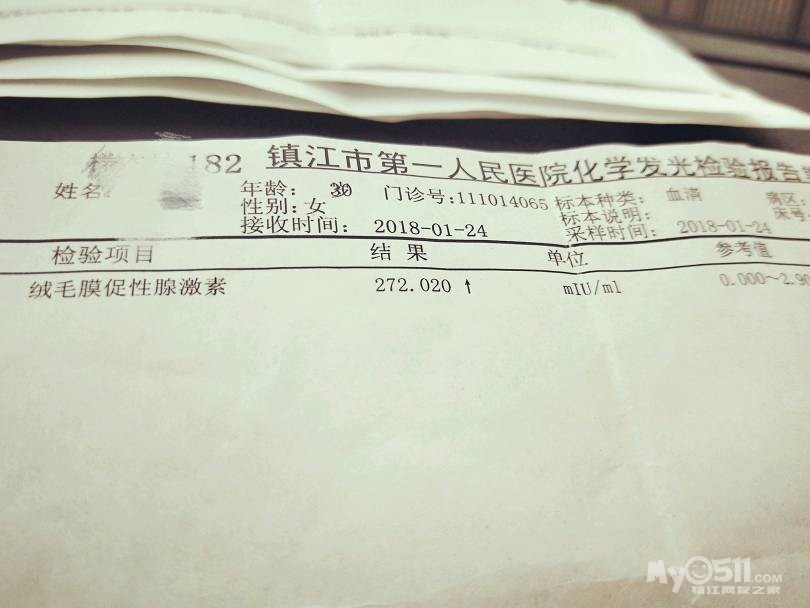 182 镇江市第一人民医院化学发光检验报告
姓名:
年龄: 30 门诊号:111014065 标本种类: 血清 病区:
性别:女 标本说明: 床号
接收时间: 2018-01-24 采样时间: 2018-01-24
检验项目 结果 单位 参考值
绒毛膜促性腺激素 272.020 ↑ mIU/ml 0.000~2.90
My0511.com
镇江网友之家